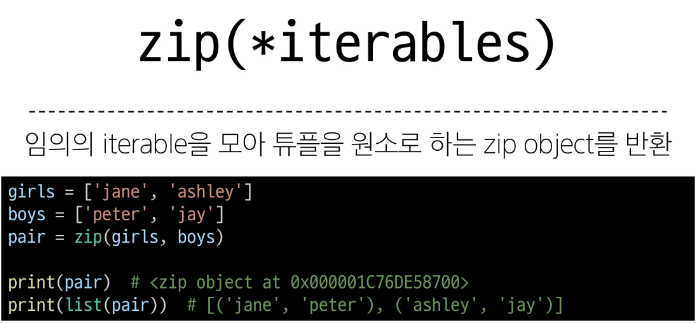 zip(*iterables)
임의의 iterable을 모아 튜플을 원소로 하는 zip object를 반환
girls = ['jane', 'ashley']
boys = ['peter', 'jay']
pair = zip(girls, boys)
print(pair)  # <zip object at 0x000001C76DE58700>
print(list(pair))  # [('jane', 'peter'), ('ashley', 'jay')]